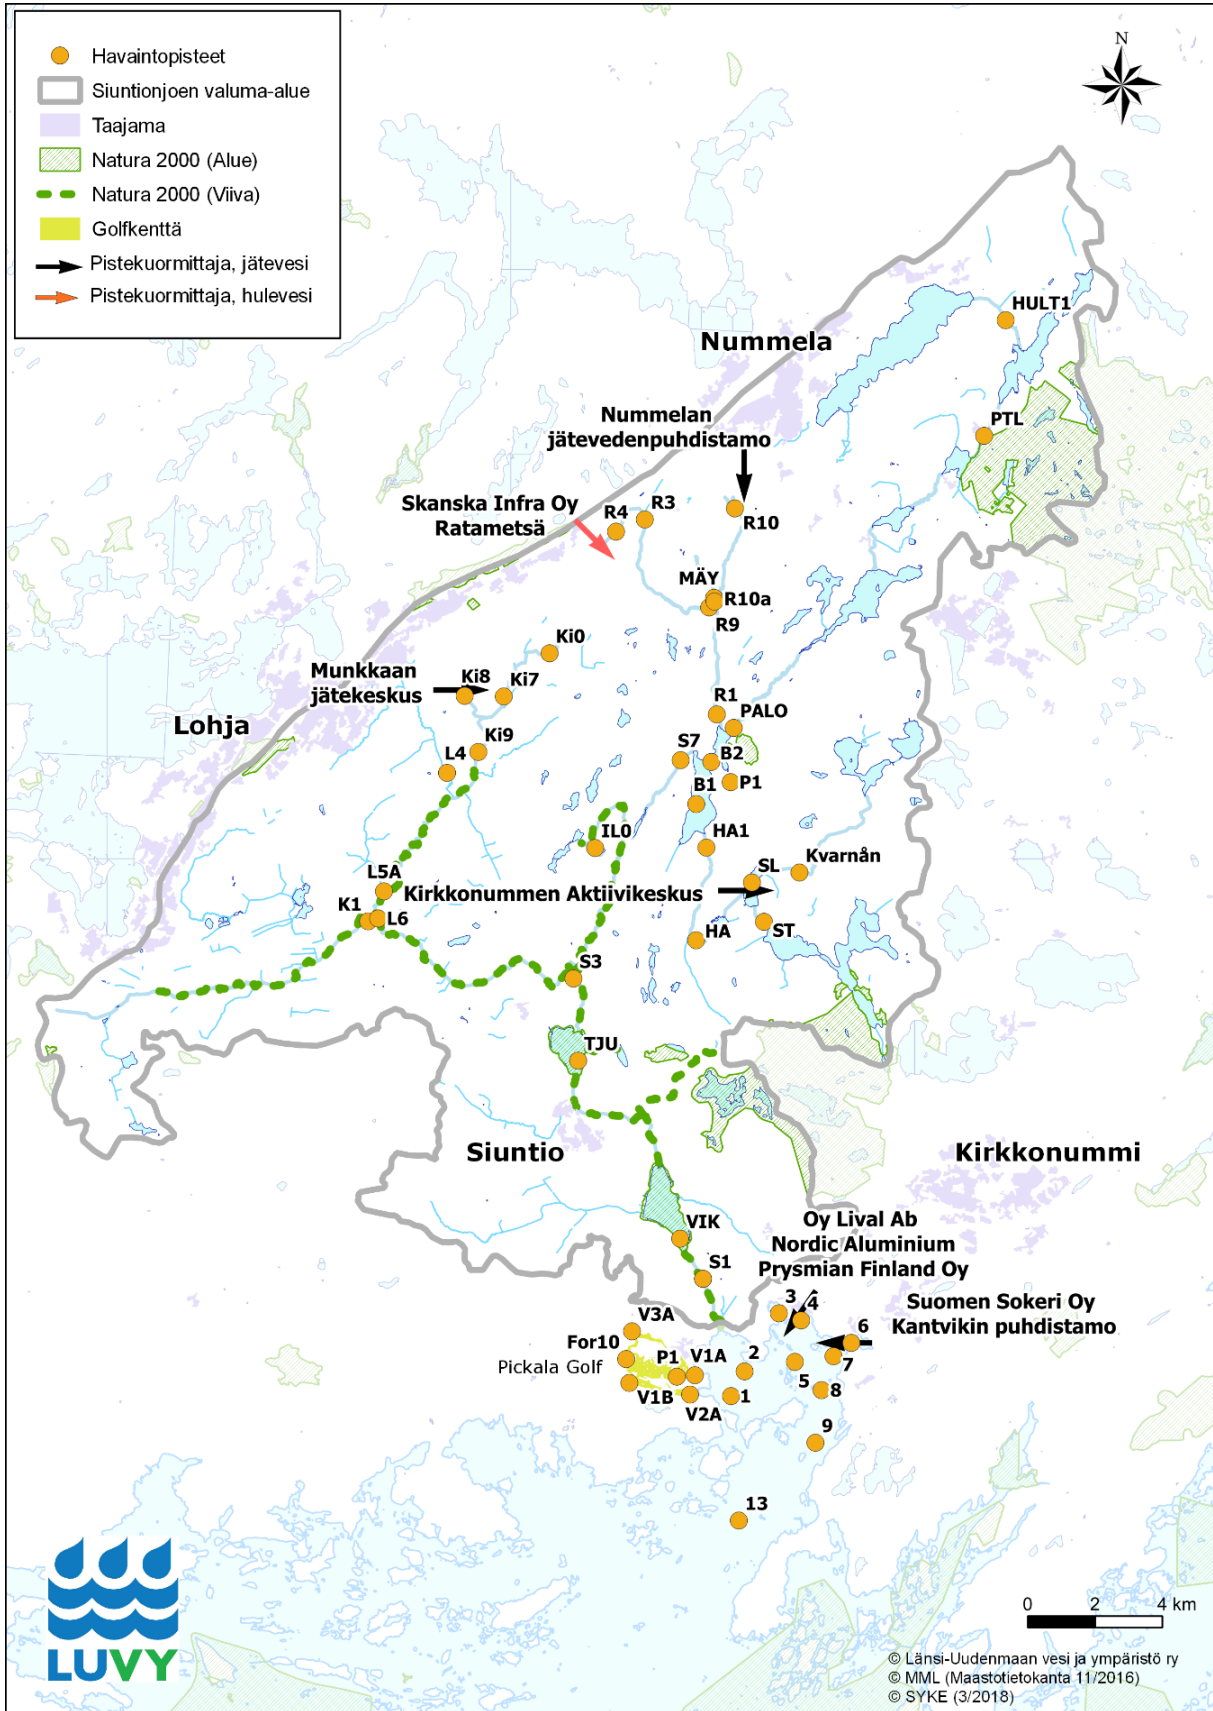 Havaintopisteet
Siuntionjoen valuma-alue
Taajama
Natura 2000 (Alue)
Natura 2000 (Viiva)
Golfkenttä
Pistekuormittaja, jätevesi
Pistekuormittaja, hulevesi
N
HULT1
Nummela
PTL
Nummelan
jätevedenpuhdistamo
Skanska Infra Oy
Ratametsä
R4
R3
R10
MÄY
R10a
R9
Ki0
Munkkaan
jätekeskus
Ki8
Ki7
R1
PALO
Lohja
Ki9
L4
S7
B2
P1
B1
IL0
HA1
Kvarnån
SL
L5A
Kirkkonummen Aktiivikeskus
K1
L6
ST
HA
S3
TJU
Siuntio
Kirkkonummi
VIK
Oy Lival Ab
Nordic Aluminium
Prysmian Finland Oy
S1
3
4
Suomen Sokeri Oy
Kantvikin puhdistamo
6
V3A
For10
Pickala Golf
P1
V1A
2
7
5
8
V1B
V2A
1
9
13
LUVY
0 2 4 km
© Länsi-Uudenmaan vesi ja ympäristö ry
© MML (Maastotietokanta 11/2016)
© SYKE (3/2018)